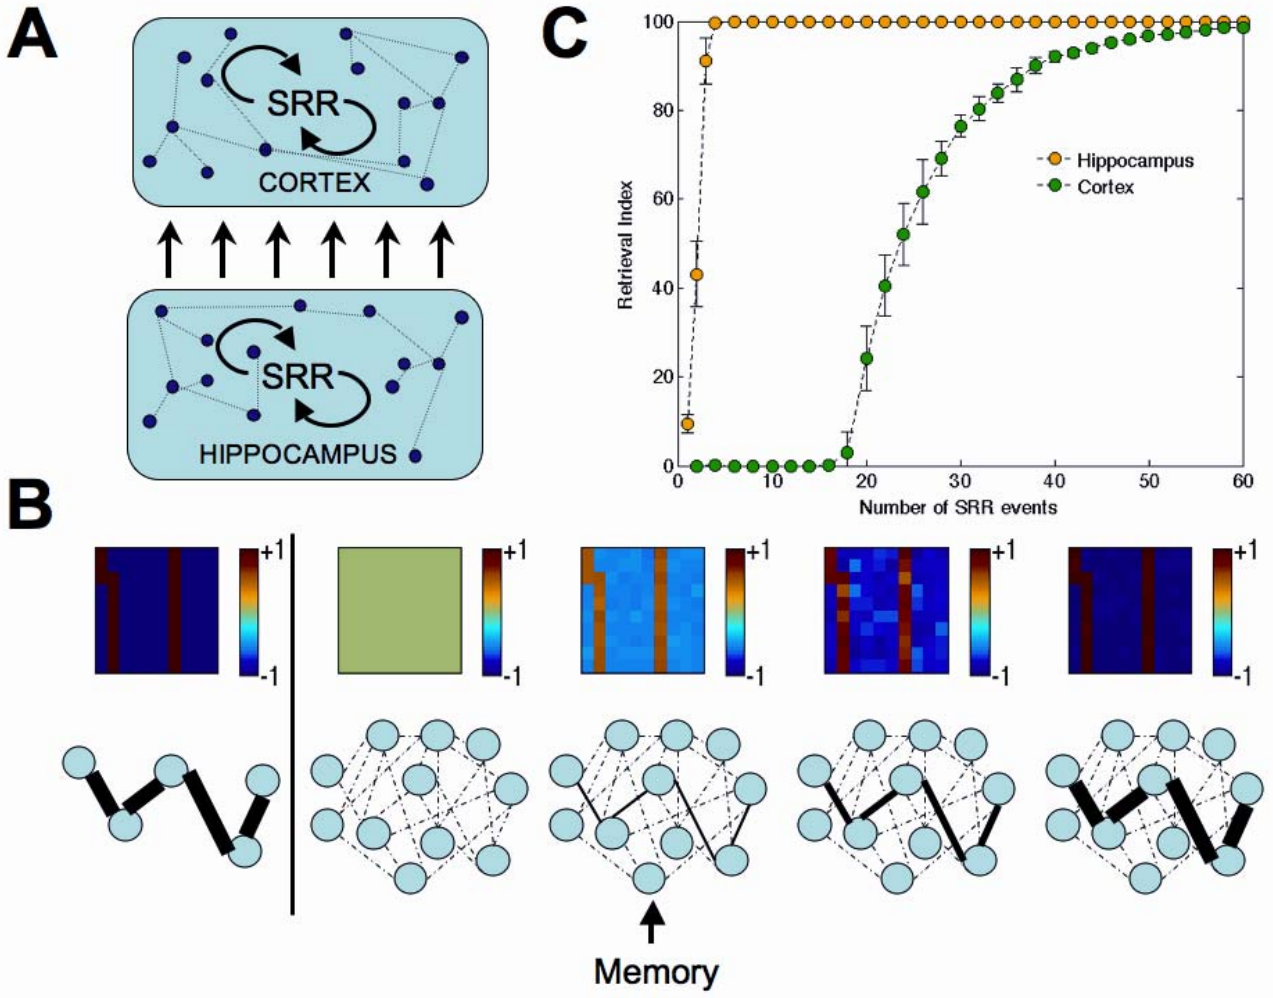 A
SRR
CORTEX
SRR
HIPPOCAMPUS
C
100
80
60
40
20
0
Retrieval Index
Hippocampus
Cortex
0 10 20 30 40 50 60
Number of SRR events
B
+1 +1 +1 +1 +1
-1 -1 -1 -1 -1
Memory